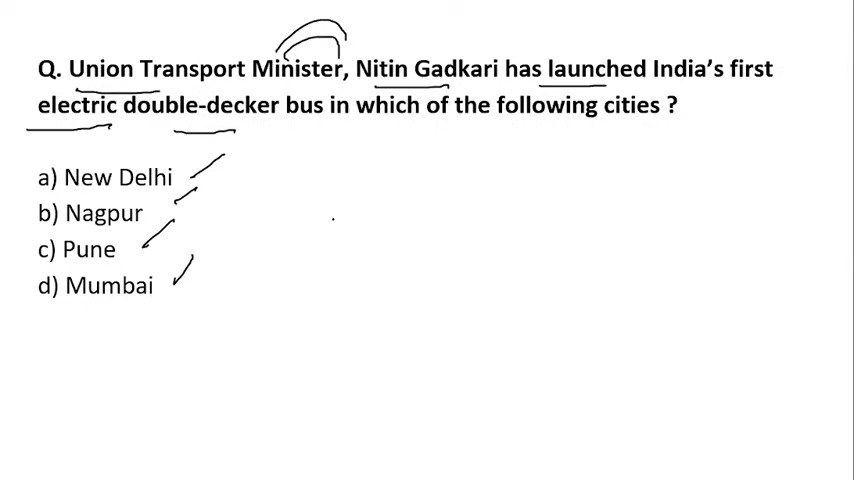 Q. Union Transport Minister, Nitin Gadkari has launched India's first
electric double-decker bus in which of the following cities ?
a) New Delhi
b) Nagpur
c) Pune
d) Mumbai